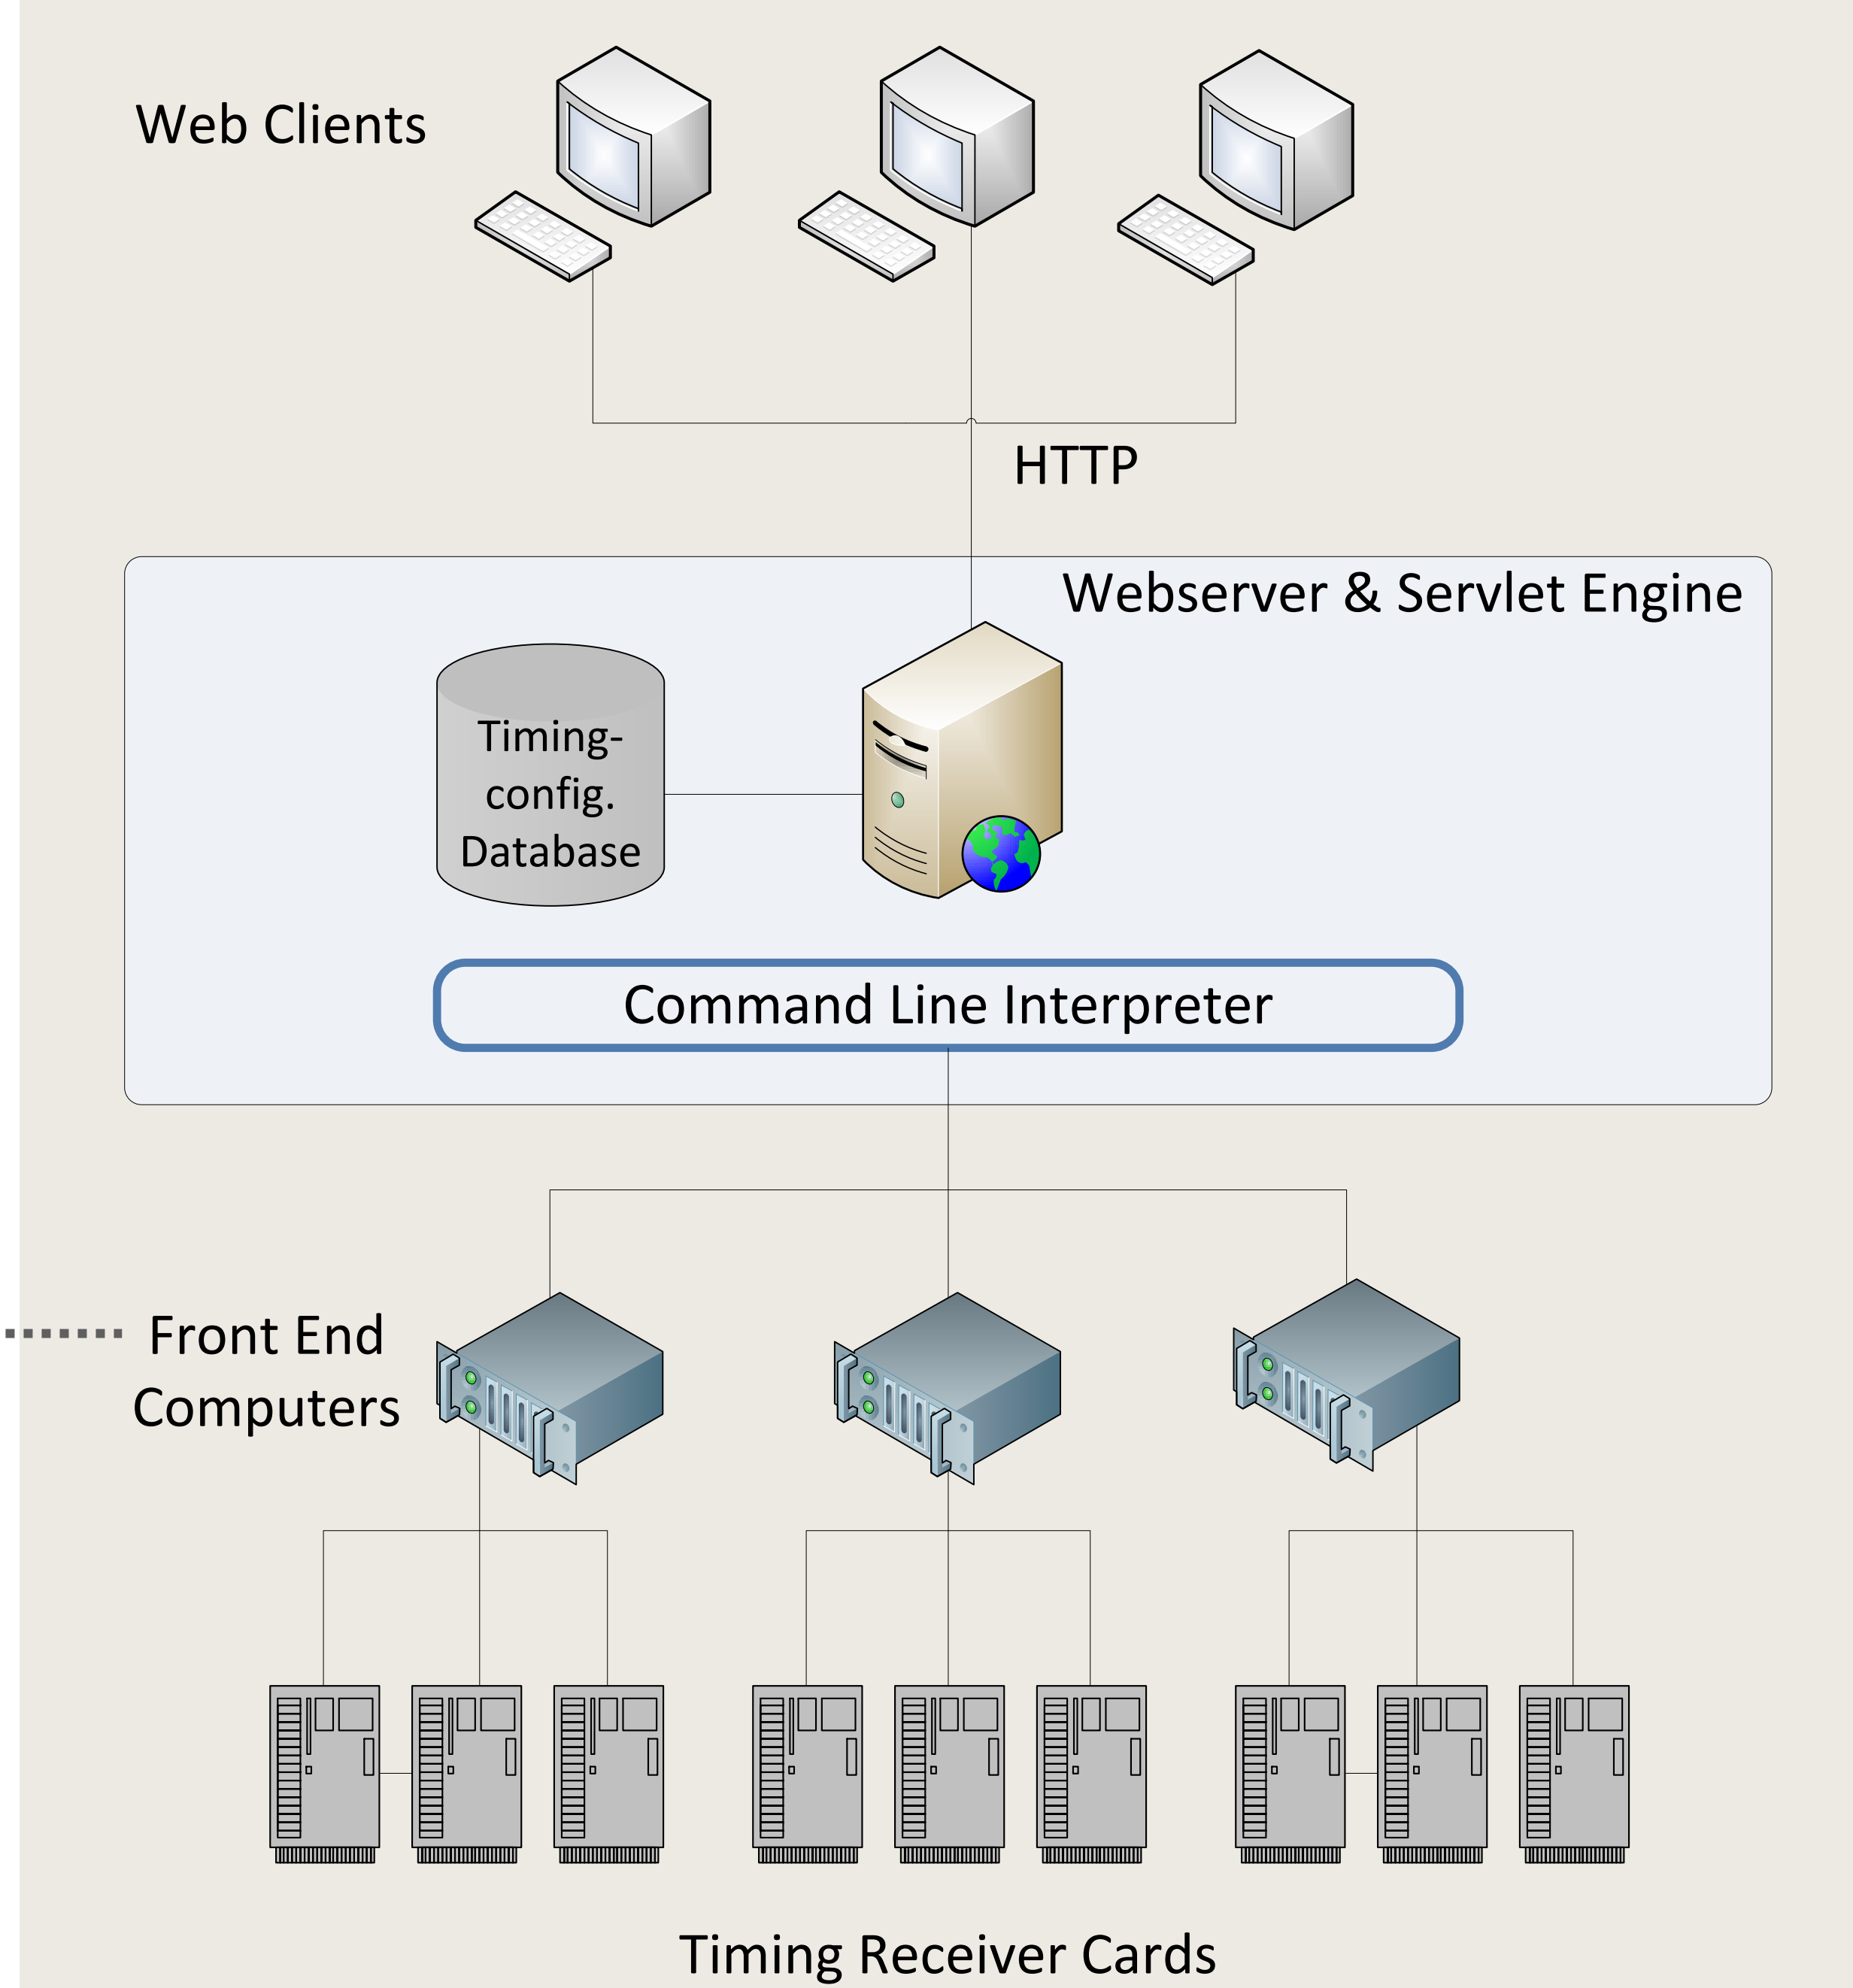 Web Clients
HTTP
Webserver & Servlet Engine
Timing-
config.
Database
Command Line Interpreter
Front End
Computers
Timing Receiver Cards